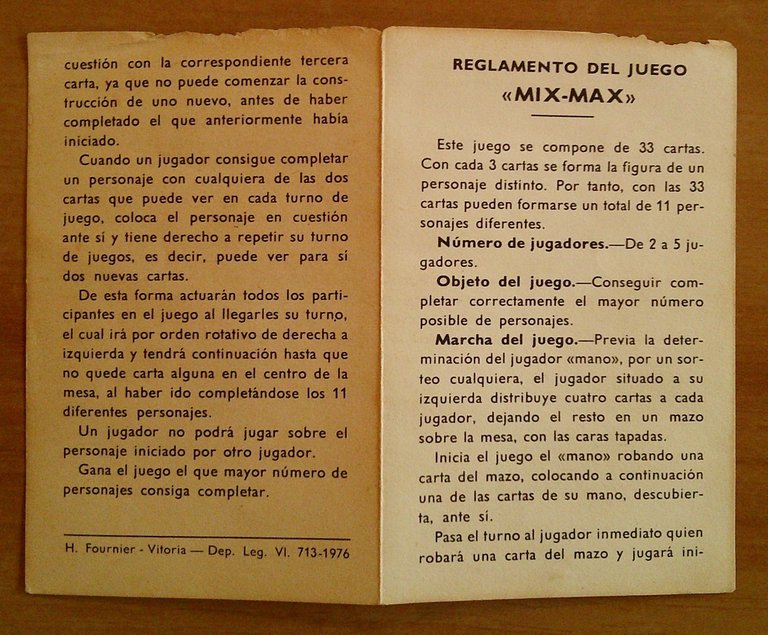 cuestión con la correspondiente tercera
carta, ya que no puede comenzar la cons-
trucción de uno nuevo, antes de haber
completado el que anteriormente había
iniciado.
Cuando un jugador consigue completar
un personaje con cualquiera de las dos
cartas que puede ver en cada turno de
juego, coloca el personaje en cuestión
ante sí y tiene derecho a repetir su turno
de juegos, es decir, puede ver para sí
dos nuevas cartas.
De esta forma actuarán todos los parti-
cipantes en el juego al llegarles su turno,
el cual irá por orden rotativo de derecha a
izquierda y tendrá continuación hasta que
no quede carta alguna en el centro de la
mesa, al haber ido completándose los 11
diferentes personajes.
Un jugador no podrá jugar sobre el
personaje iniciado por otro jugador.
Gana el juego el que mayor número de
personajes consiga completar.
H. Fournier - Vitoria — Dep. Leg. VI. 713-1976
REGLAMENTO DEL JUEGO
«MIX-MAX»
Este juego se compone de 33 cartas.
Con cada 3 cartas se forma la figura de un
personaje distinto. Por tanto, con las 33
cartas pueden formarse un total de 11 per-
sonajes diferentes.
Número de jugadores.—De 2 a 5 ju-
gadores.
Objeto del juego.—Conseguir com-
pletar correctamente el mayor número
posible de personajes.
Marcha del juego.—Previa la deter-
minación del jugador «mano», por un sor-
teo cualquiera, el jugador situado a su
izquierda distribuye cuatro cartas a cada
jugador, dejando el resto en un mazo
sobre la mesa, con las caras tapadas.
Inicia el juego el «mano» robando una
carta del mazo, colocando a continuación
una de las cartas de su mano, descubier-
ta, ante sí.
Pasa el turno al jugador inmediato quien
robará una carta del mazo y jugará ini-